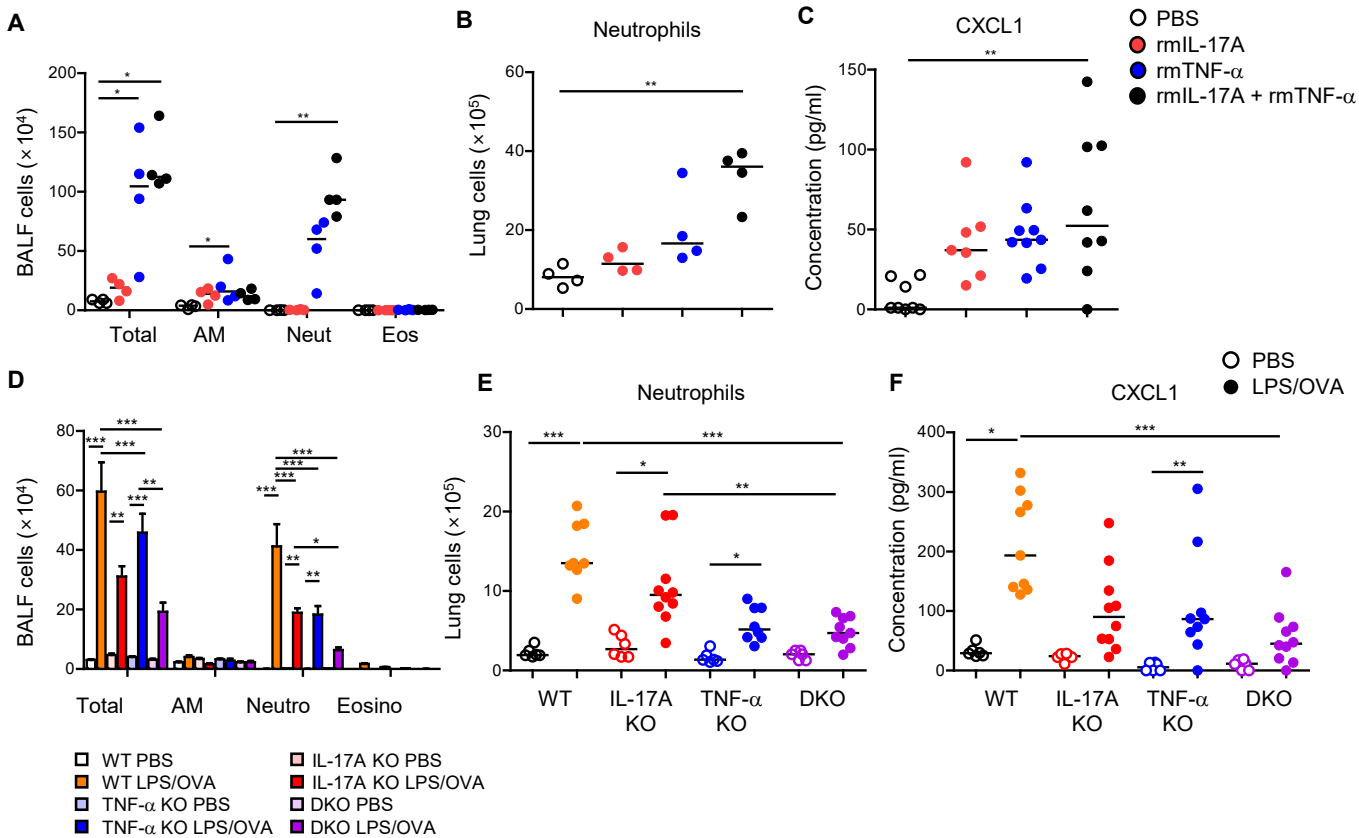 A
BALF cells (×10⁴)
200
150
100
50
0
Total
AM
Neut
Eos
*
*
*
**
B
Neutrophils
Lung cells (×10⁵)
60
40
20
0
**
C
CXCL1
Concentration (pg/ml)
150
100
50
0
**
PBS
rmIL-17A
rmTNF-α
rmIL-17A + rmTNF-α
D
BALF cells (×10⁴)
80
60
40
20
0
***
***
***
**
***
**
***
***
***
***
*
**
**
Total
AM
Neutro
Eosino
WT PBS
WT LPS/OVA
TNF-α KO PBS
TNF-α KO LPS/OVA
IL-17A KO PBS
IL-17A KO LPS/OVA
DKO PBS
DKO LPS/OVA
E
Neutrophils
Lung cells (×10⁵)
30
20
10
0
***
***
*
**
*
WT
IL-17A
KO
TNF-α
KO
DKO
PBS
LPS/OVA
F
CXCL1
Concentration (pg/ml)
400
300
200
100
0
*
***
**
WT
IL-17A
KO
TNF-α
KO
DKO